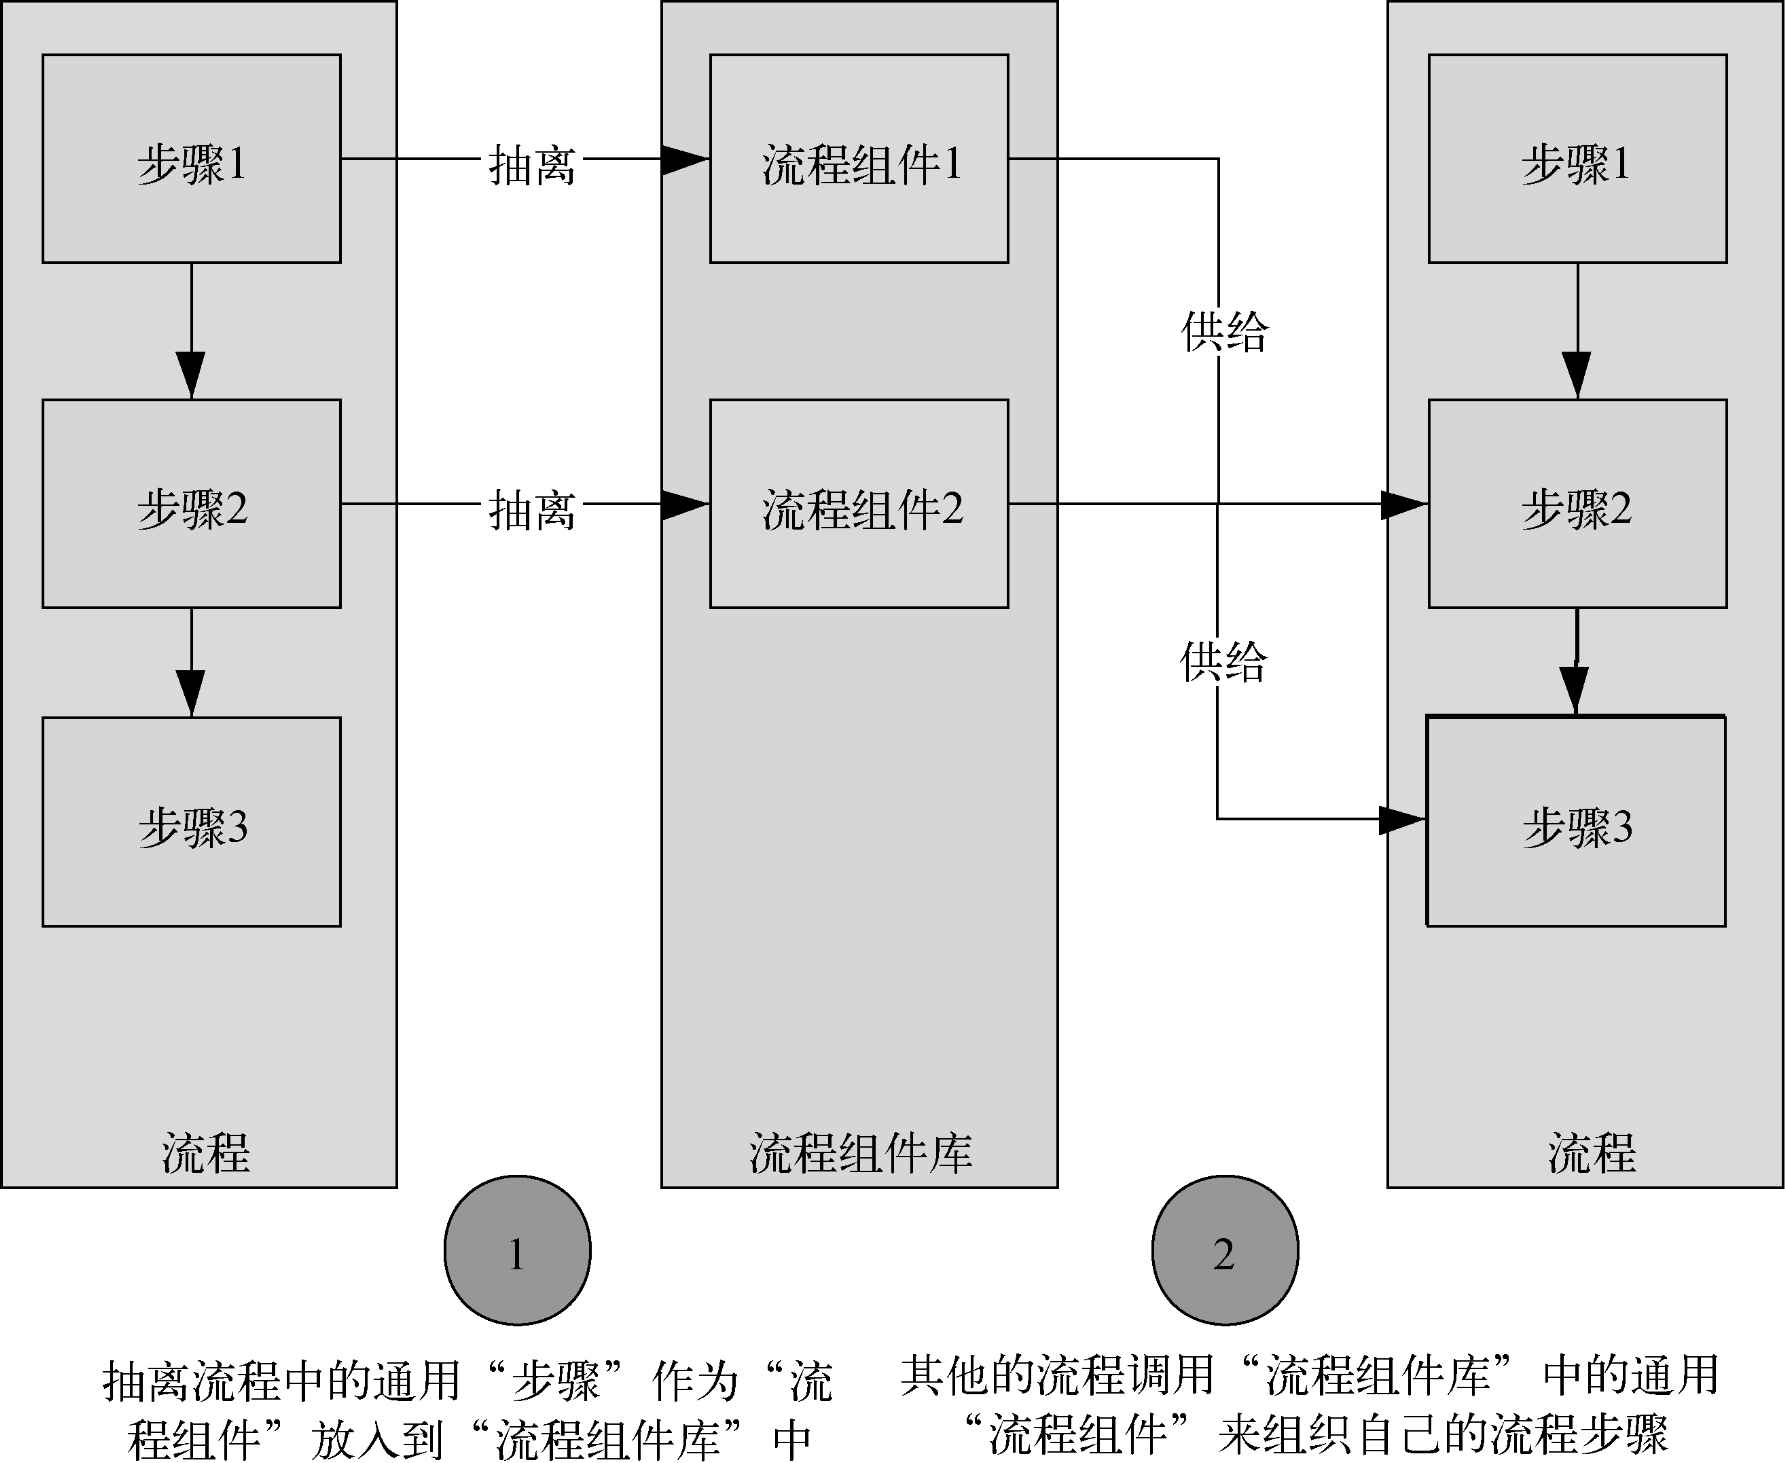 步骤1
抽离
流程组件1
步骤1
供给
步骤2
抽离
流程组件2
步骤2
供给
步骤3
步骤3
流程
流程组件库
流程
1
2
抽离流程中的通用“步骤”作为“流
程组件”放入到“流程组件库”中
其他的流程调用“流程组件库”中的通用
“流程组件”来组织自己的流程步骤